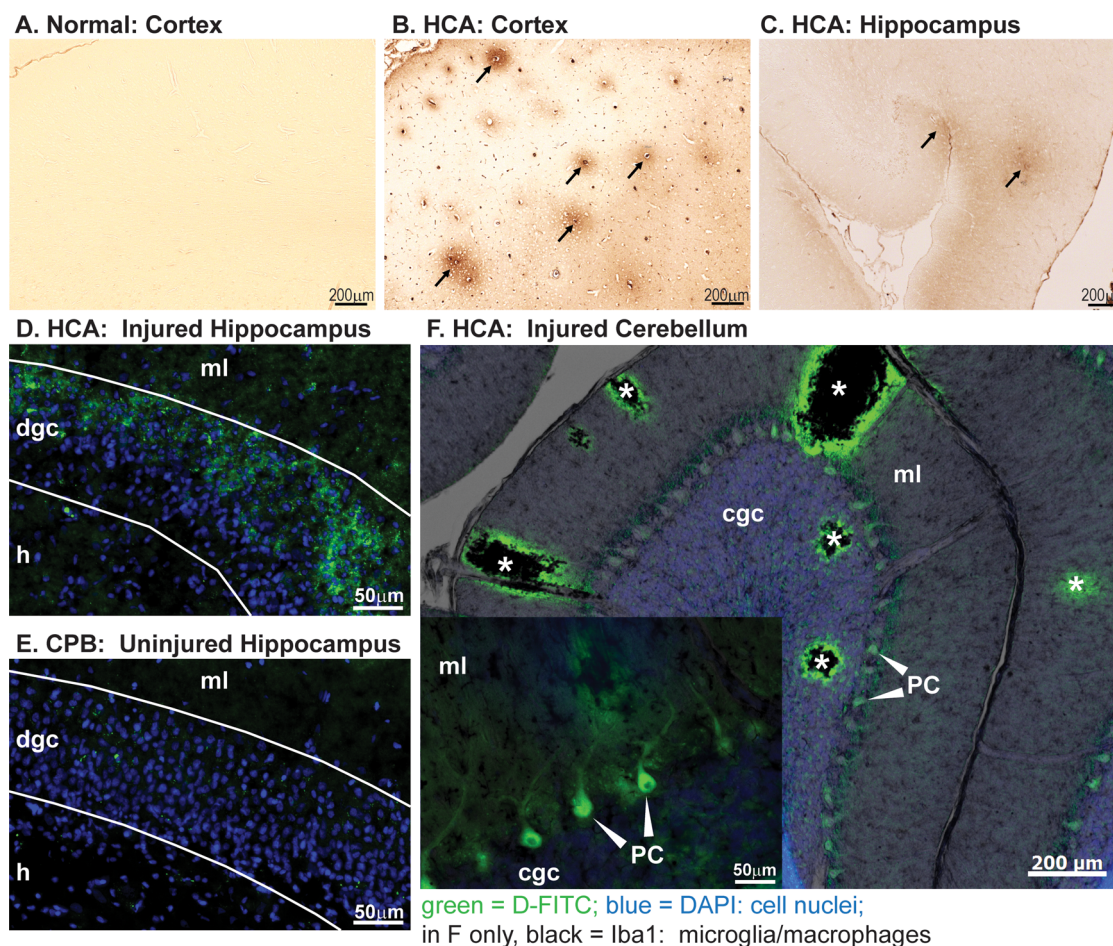 A. Normal: Cortex
B. HCA: Cortex
C. HCA: Hippocampus
200μm
200μm
200μm
D. HCA: Injured Hippocampus
ml
dgc
h
50μm
E. CPB: Uninjured Hippocampus
ml
dgc
h
50μm
F. HCA: Injured Cerebellum
*
*
ml
cgc
*
*
*
*
PC
200 μm
ml
PC
cgc
50μm
green = D-FITC; blue = DAPI: cell nuclei;
in F only, black = Iba1: microglia/macrophages